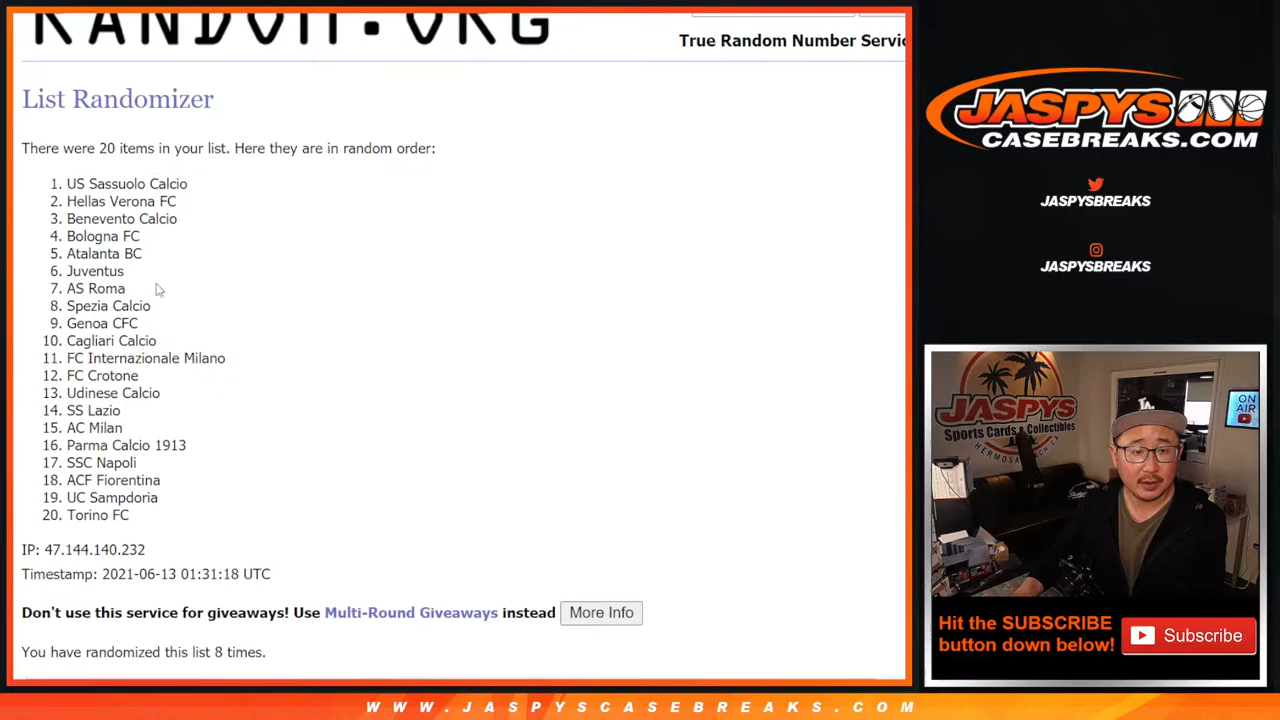 RANDOM.ORG
True Random Number Servic
List Randomizer
There were 20 items in your list. Here they are in random order:
1. US Sassuolo Calcio
2. Hellas Verona FC
3. Benevento Calcio
4. Bologna FC
5. Atalanta BC
6. Juventus
7. AS Roma
8. Spezia Calcio
9. Genoa CFC
10. Cagliari Calcio
11. FC Internazionale Milano
12. FC Crotone
13. Udinese Calcio
14. SS Lazio
15. AC Milan
16. Parma Calcio 1913
17. SSC Napoli
18. ACF Fiorentina
19. UC Sampdoria
20. Torino FC
IP: 47.144.140.232
Timestamp: 2021-06-13 01:31:18 UTC
Don't use this service for giveaways! Use Multi-Round Giveaways instead More Info
You have randomized this list 8 times.
JASPYS
CASEBREAKS.COM
JASPYSBREAKS
JASPYSBREAKS
JASPYS
Sports Cards & Collectibles
HERMOSA BEACH CA
ON
AIR
LA
Hit the SUBSCRIBE
button down below!
Subscribe
WWW.JASPYSCASEBREAKS.COM